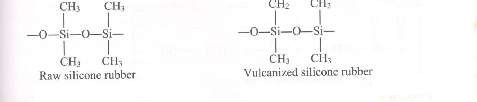 CH₃ CH₃ CH₂ CH₃
—O—Si—O—Si— —O—Si—O—Si—
CH₃ CH₃ CH₃ CH₃
Raw silicone rubber Vulcanized silicone rubber